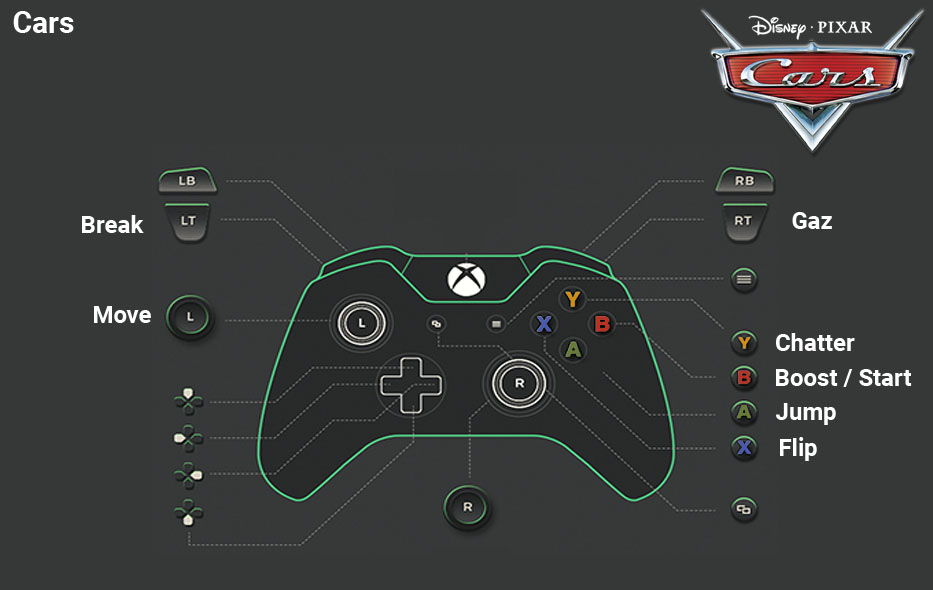 Cars
DISNEY · PIXAR
Cars
LB
RB
Break
LT
RT
Gaz
Move
L
L
Y
X
B
A
Y
Chatter
B
Boost / Start
R
A
Jump
X
Flip
R